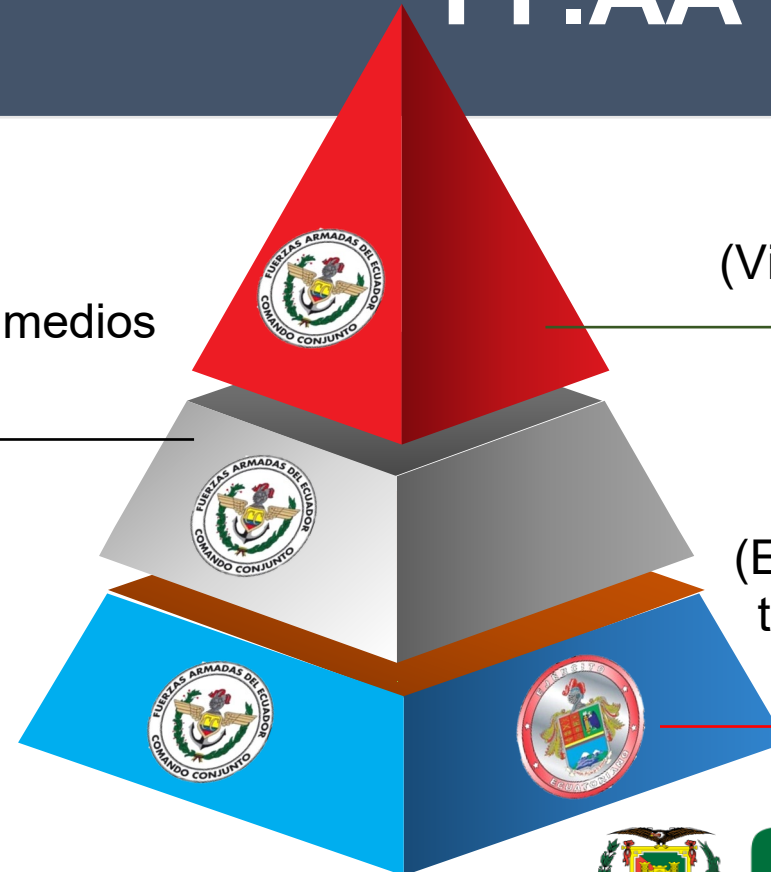 FF.AA
(Vi
medios
FUERZAS ARMADAS DEL ECUADOR
COMANDO CONJUNTO
FUERZAS ARMADAS DEL ECUADOR
COMANDO CONJUNTO
(E
t
FUERZAS ARMADAS DEL ECUADOR
COMANDO CONJUNTO
EJERCITO
ECUATORIANO